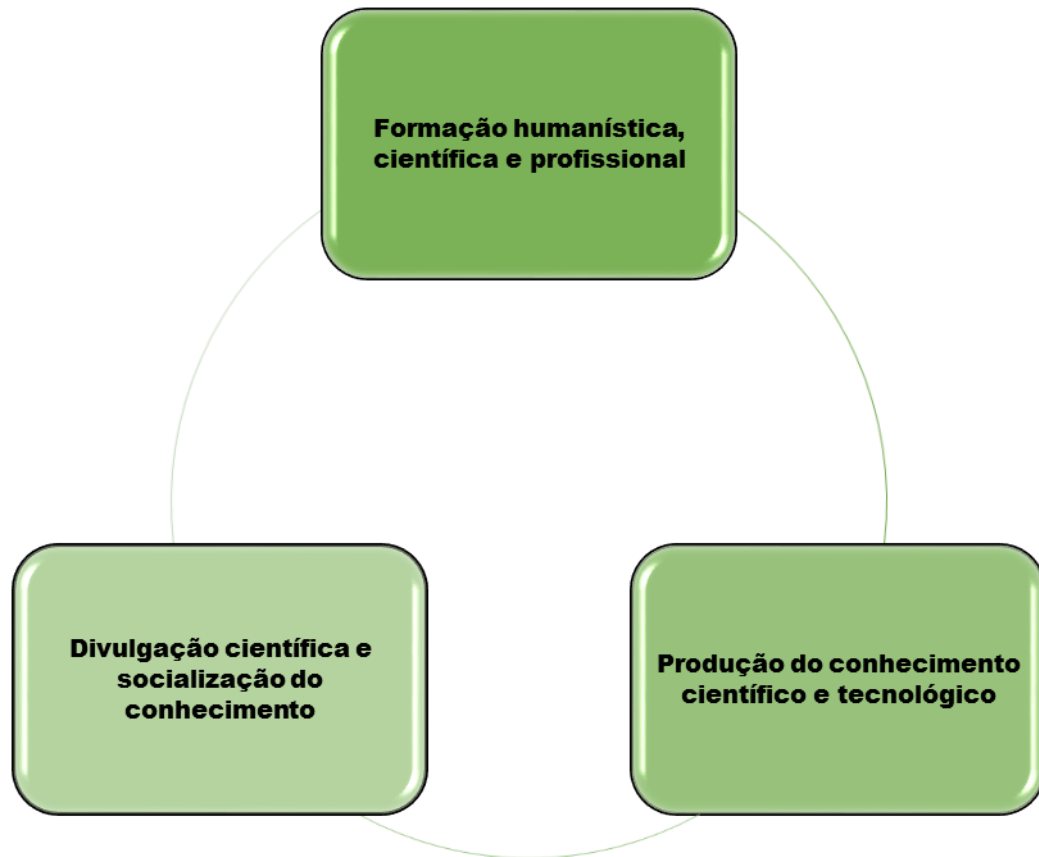 Formação humanística,
científica e profissional
Divulgação científica e
socialização do
conhecimento
Produção do conhecimento
científico e tecnológico